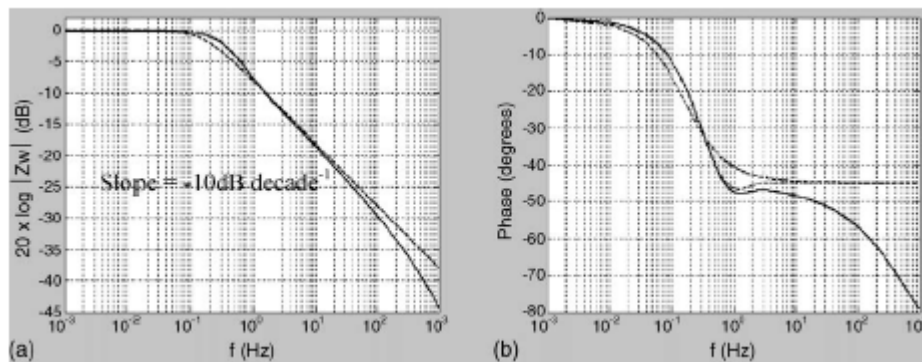 0
-5
-10
-15
-20
-25
-30
-35
-40
-45
20 x log |Zw| (dB)
Slope = -10dB decade-1
10-3 10-2 10-1 100 101 102 103
f (Hz)
(a)
0
-10
-20
-30
-40
-50
-60
-70
-80
Phase (degrees)
10-3 10-2 10-1 100 101 102 103
f (Hz)
(b)